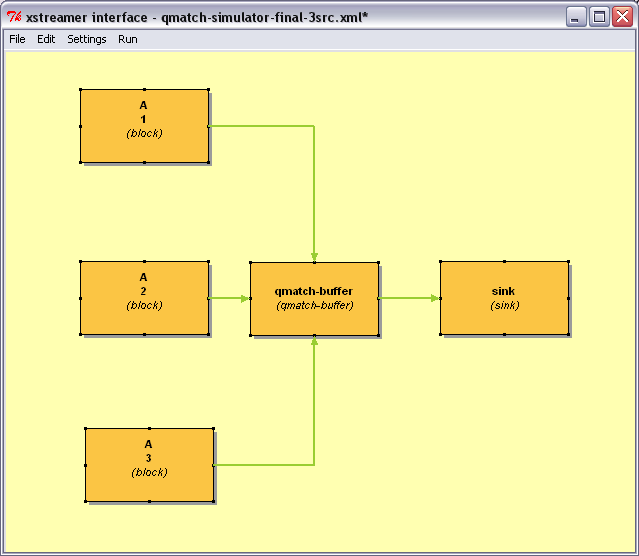 xstreamer interface - qmatch-simulator-final-3src.xml*
File Edit Settings Run
A
1
(block)
A
2
(block)
qmatch-buffer
(qmatch-buffer)
sink
(sink)
A
3
(block)